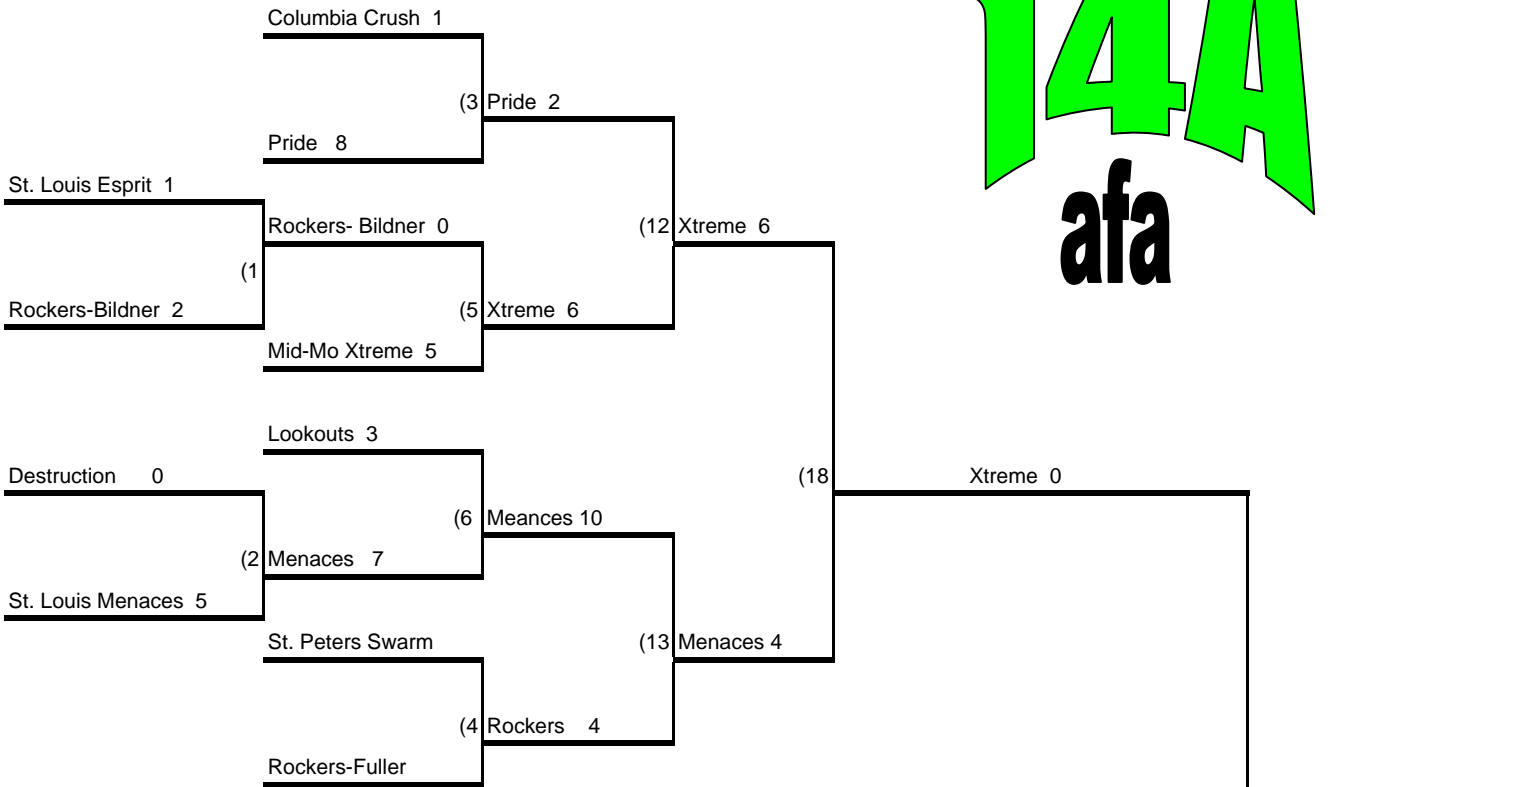 Columbia Crush 1
14A
(3 Pride 2
Pride 8
St. Louis Esprit 1
afa
Rockers- Bildner 0
(12 Xtreme 6
(1
Rockers-Bildner 2
(5 Xtreme 6
Mid-Mo Xtreme 5
Lookouts 3
Destruction 0
(18 Xtreme 0
(6 Meances 10
(2 Menaces 7
St. Louis Menaces 5
St. Peters Swarm
(13 Menaces 4
(4 Rockers 4
Rockers-Fuller